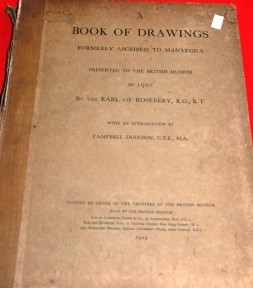 A
BOOK OF DRAWINGS
FORMERLY ASCRIBED TO MANTEGNA
PRESENTED TO THE BRITISH MUSEUM
IN 1920
BY THE EARL OF ROSEBERY, K.G., K.T.
WITH AN INTRODUCTION BY
CAMPBELL DODGSON, C.B.E., M.A.
PRINTED BY ORDER OF THE TRUSTEES OF THE BRITISH MUSEUM
SOLD AT THE BRITISH MUSEUM
1923